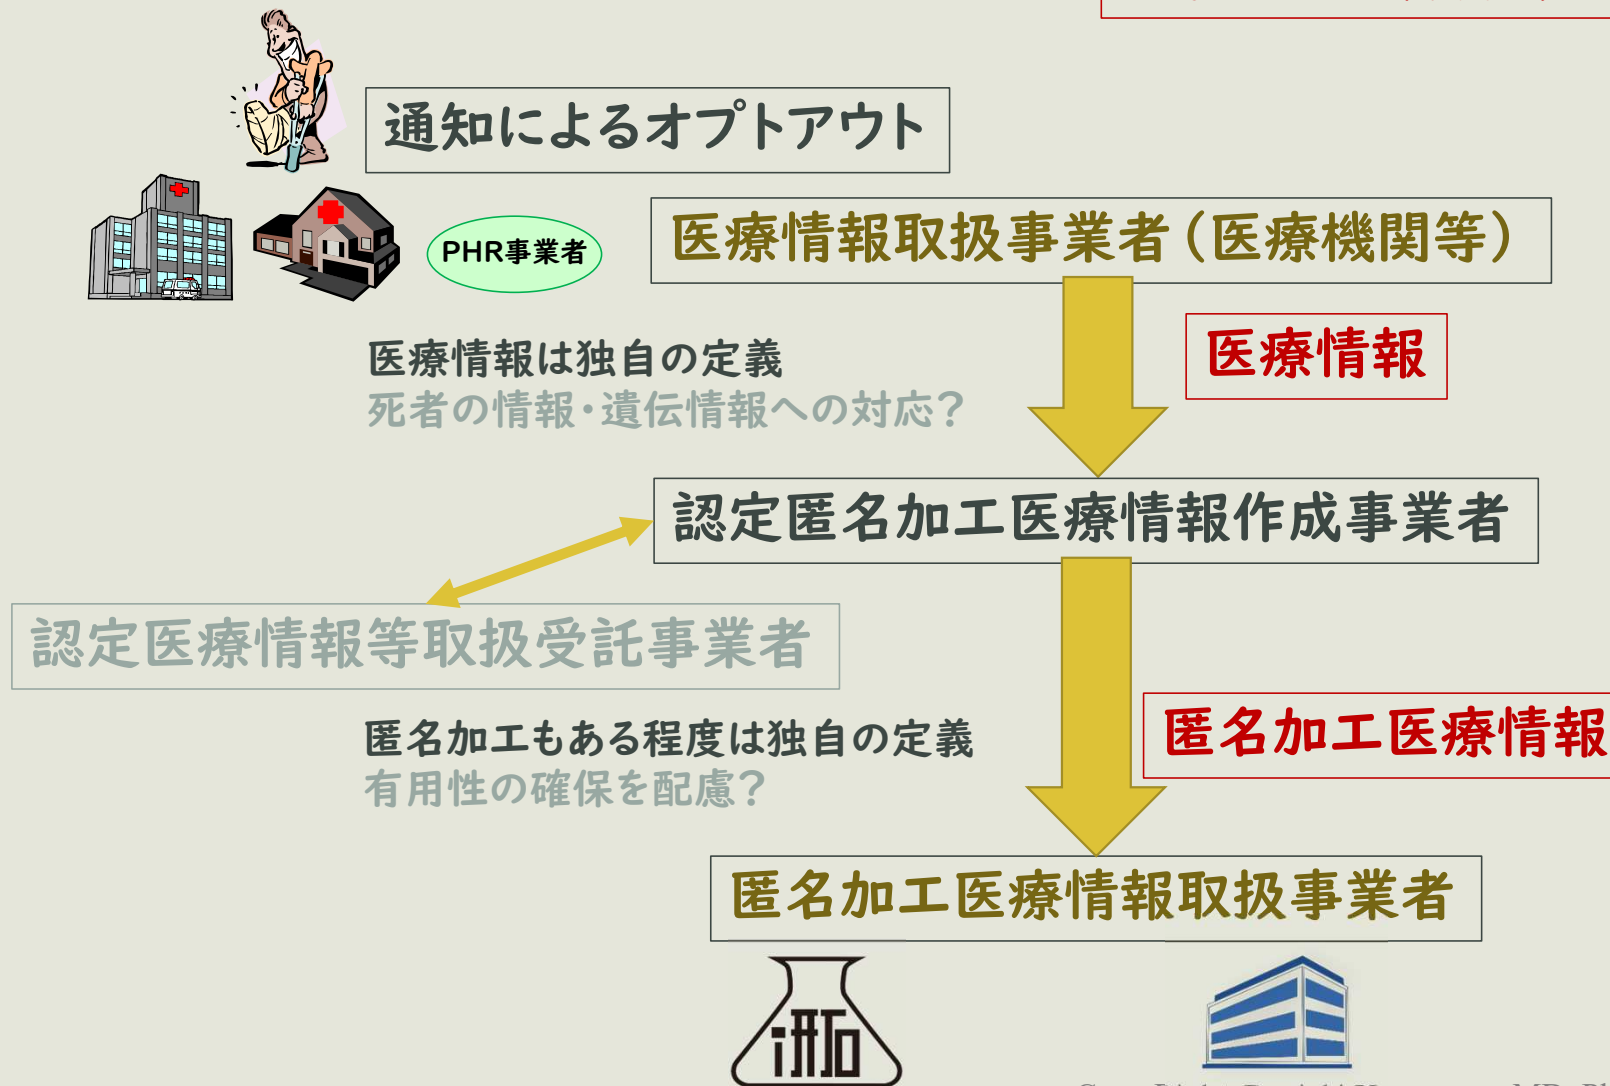 通知によるオプトアウト
医療情報取扱事業者（医療機関等）
PHR事業者
医療情報
医療情報は独自の定義
死者の情報・遺伝情報への対応？
認定匿名加工医療情報作成事業者
認定医療情報等取扱受託事業者
匿名加工医療情報
匿名加工もある程度は独自の定義
有用性の確保を配慮？
匿名加工医療情報取扱事業者